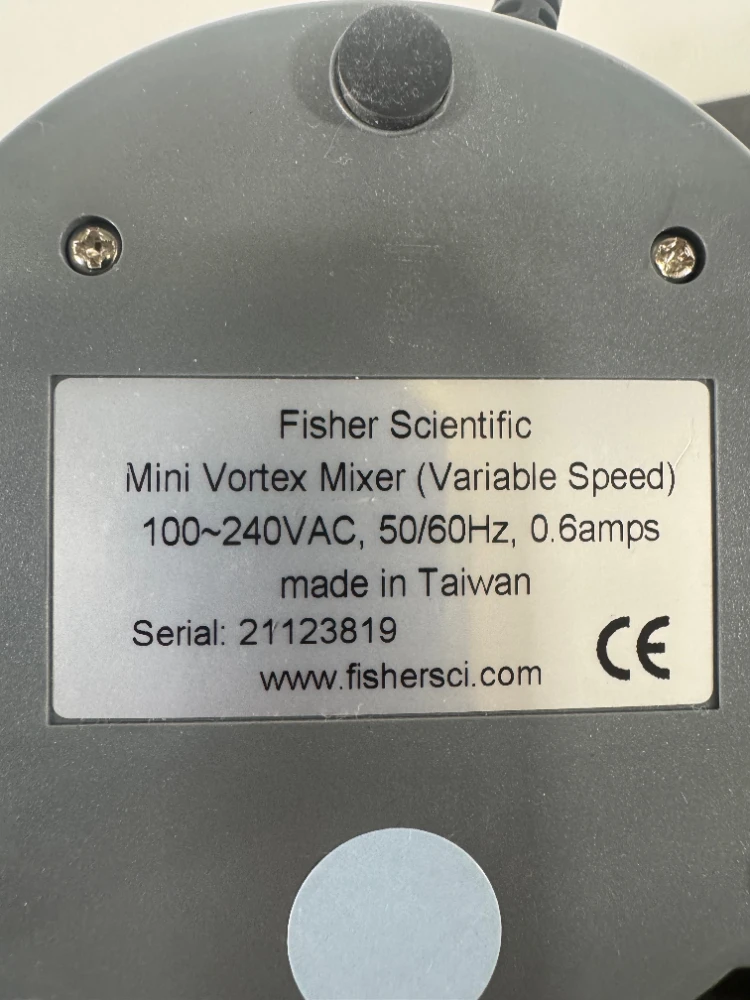 Fisher Scientific
Mini Vortex Mixer (Variable Speed)
100~240VAC, 50/60Hz, 0.6amps
made in Taiwan
Serial: 21123819
CE
www.fishersci.com